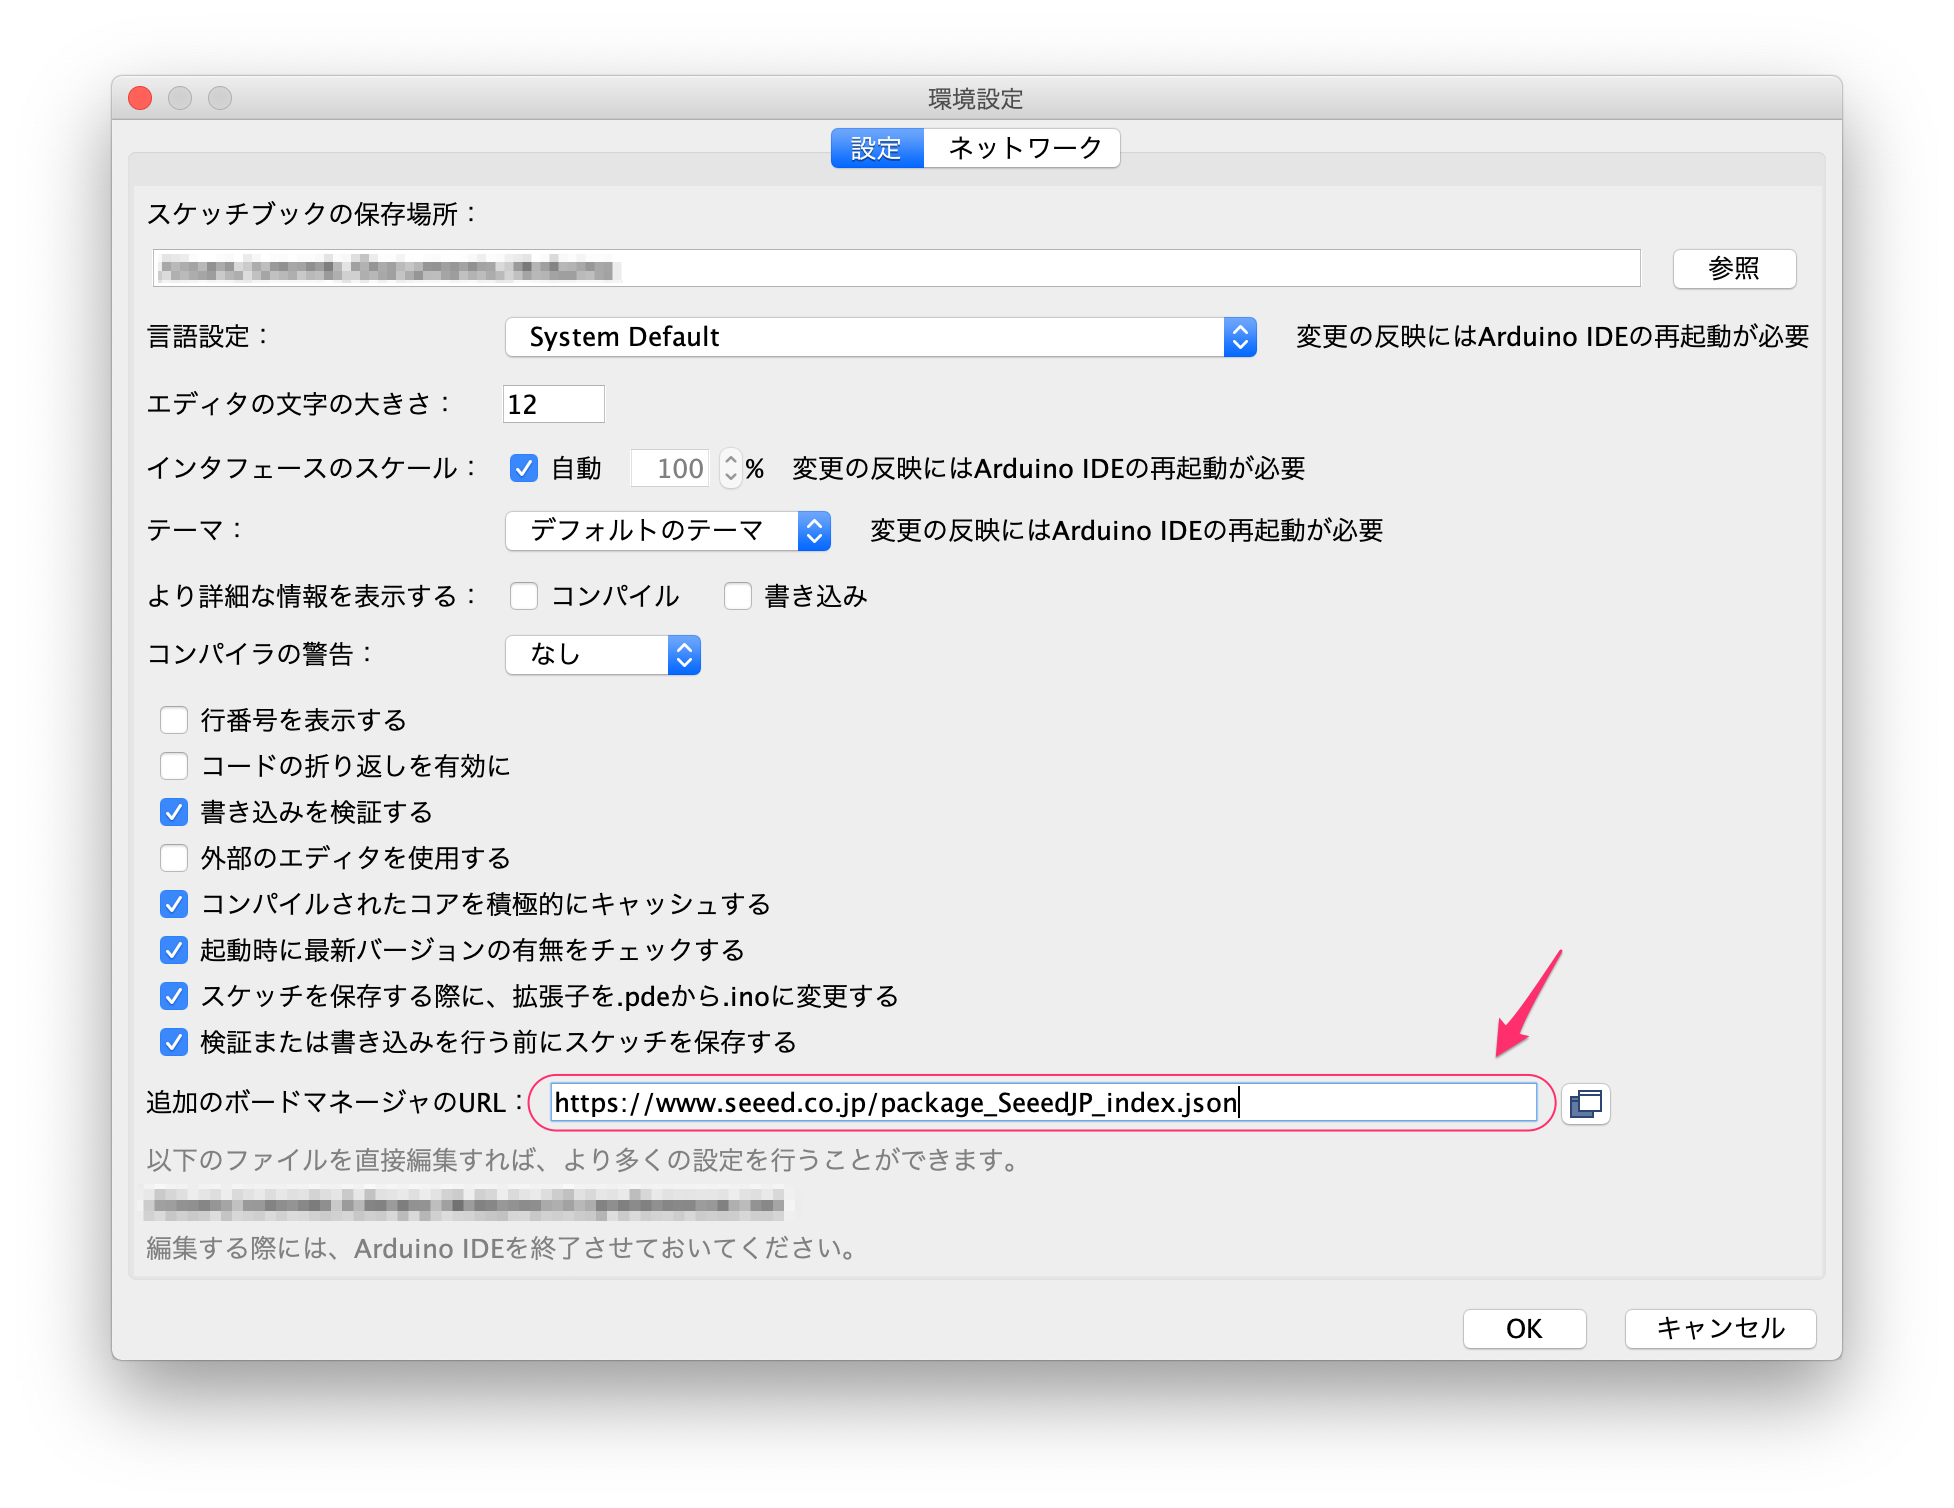 環境設定
設定 ネットワーク
スケッチブックの保存場所：
参照
言語設定： System Default 変更の反映にはArduino IDEの再起動が必要
エディタの文字の大きさ： 12
インタフェースのスケール： 自動 100 % 変更の反映にはArduino IDEの再起動が必要
テーマ： デフォルトのテーマ 変更の反映にはArduino IDEの再起動が必要
より詳細な情報を表示する： コンパイル 書き込み
コンパイラの警告： なし
行番号を表示する
コードの折り返しを有効に
書き込みを検証する
外部のエディタを使用する
コンパイルされたコアを積極的にキャッシュする
起動時に最新バージョンの有無をチェックする
スケッチを保存する際に、拡張子を.pdeから.inoに変更する
検証または書き込みを行う前にスケッチを保存する
追加のボードマネージャのURL： https://www.seeed.co.jp/package_SeeedJP_index.json
以下のファイルを直接編集すれば、より多くの設定を行うことができます。
編集する際には、Arduino IDEを終了させておいてください。
OK キャンセル